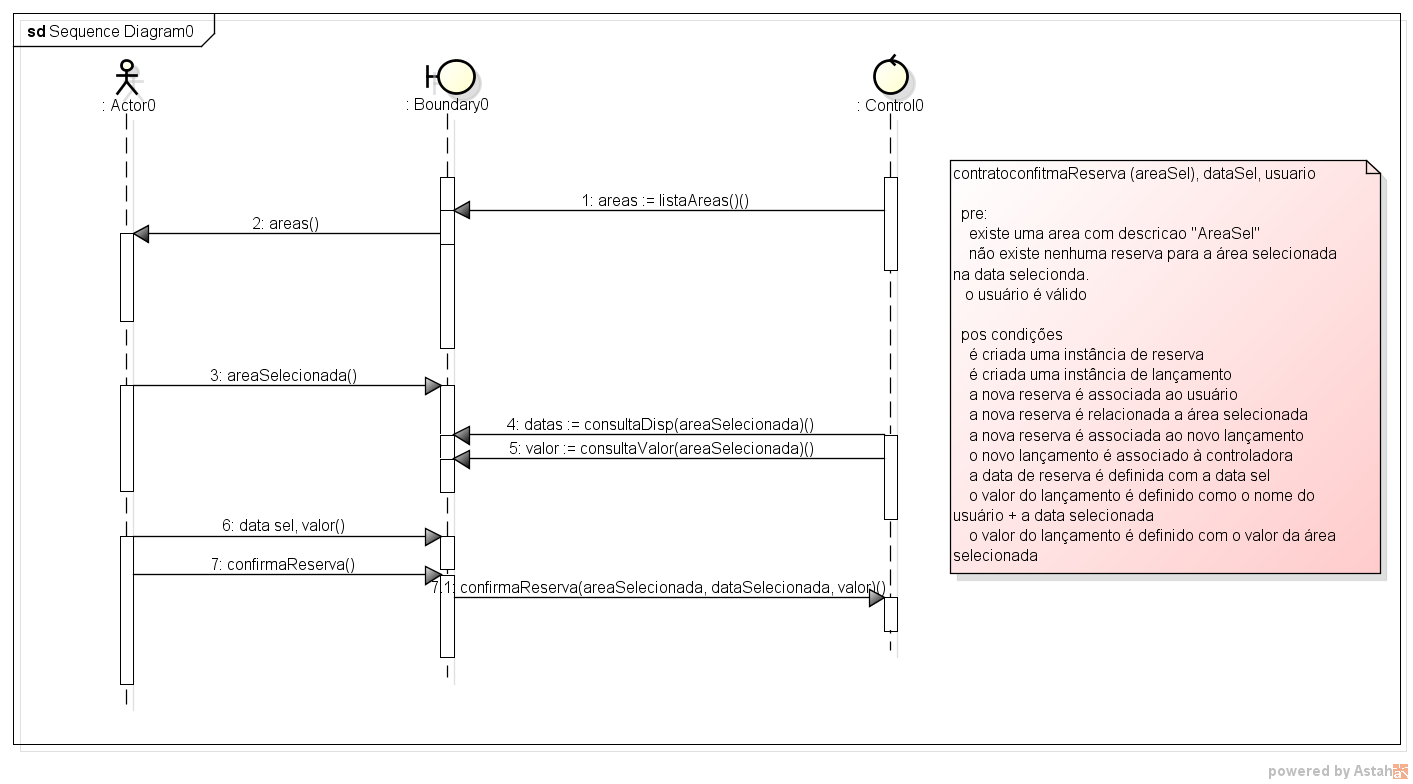 sd Sequence Diagram0
: Actor0
: Boundary0
: Control0
1: areas := listaAreas()()
2: areas()
3: areaSelecionada()
4: datas := consultaDisp(areaSelecionada)()
5: valor := consultaValor(areaSelecionada)()
6: data sel, valor()
7: confirmaReserva()
7.1: confirmaReserva(areaSelecionada, dataSelecionada, valor)()
contratoconfitmaReserva (areaSel), dataSel, usuario
pre:
existe uma area com descricao "AreaSel"
não existe nenhuma reserva para a área selecionada
na data selecionda.
o usuário é válido
pos condições
é criada uma instância de reserva
é criada uma instância de lançamento
a nova reserva é associada ao usuário
a nova reserva é relacionada a área selecionada
a nova reserva é associada ao novo lançamento
o novo lançamento é associado à controladora
a data de reserva é definida com a data sel
o valor do lançamento é definido como o nome do
usuário + a data selecionada
o valor do lançamento é definido com o valor da área
selecionada
powered by Astah